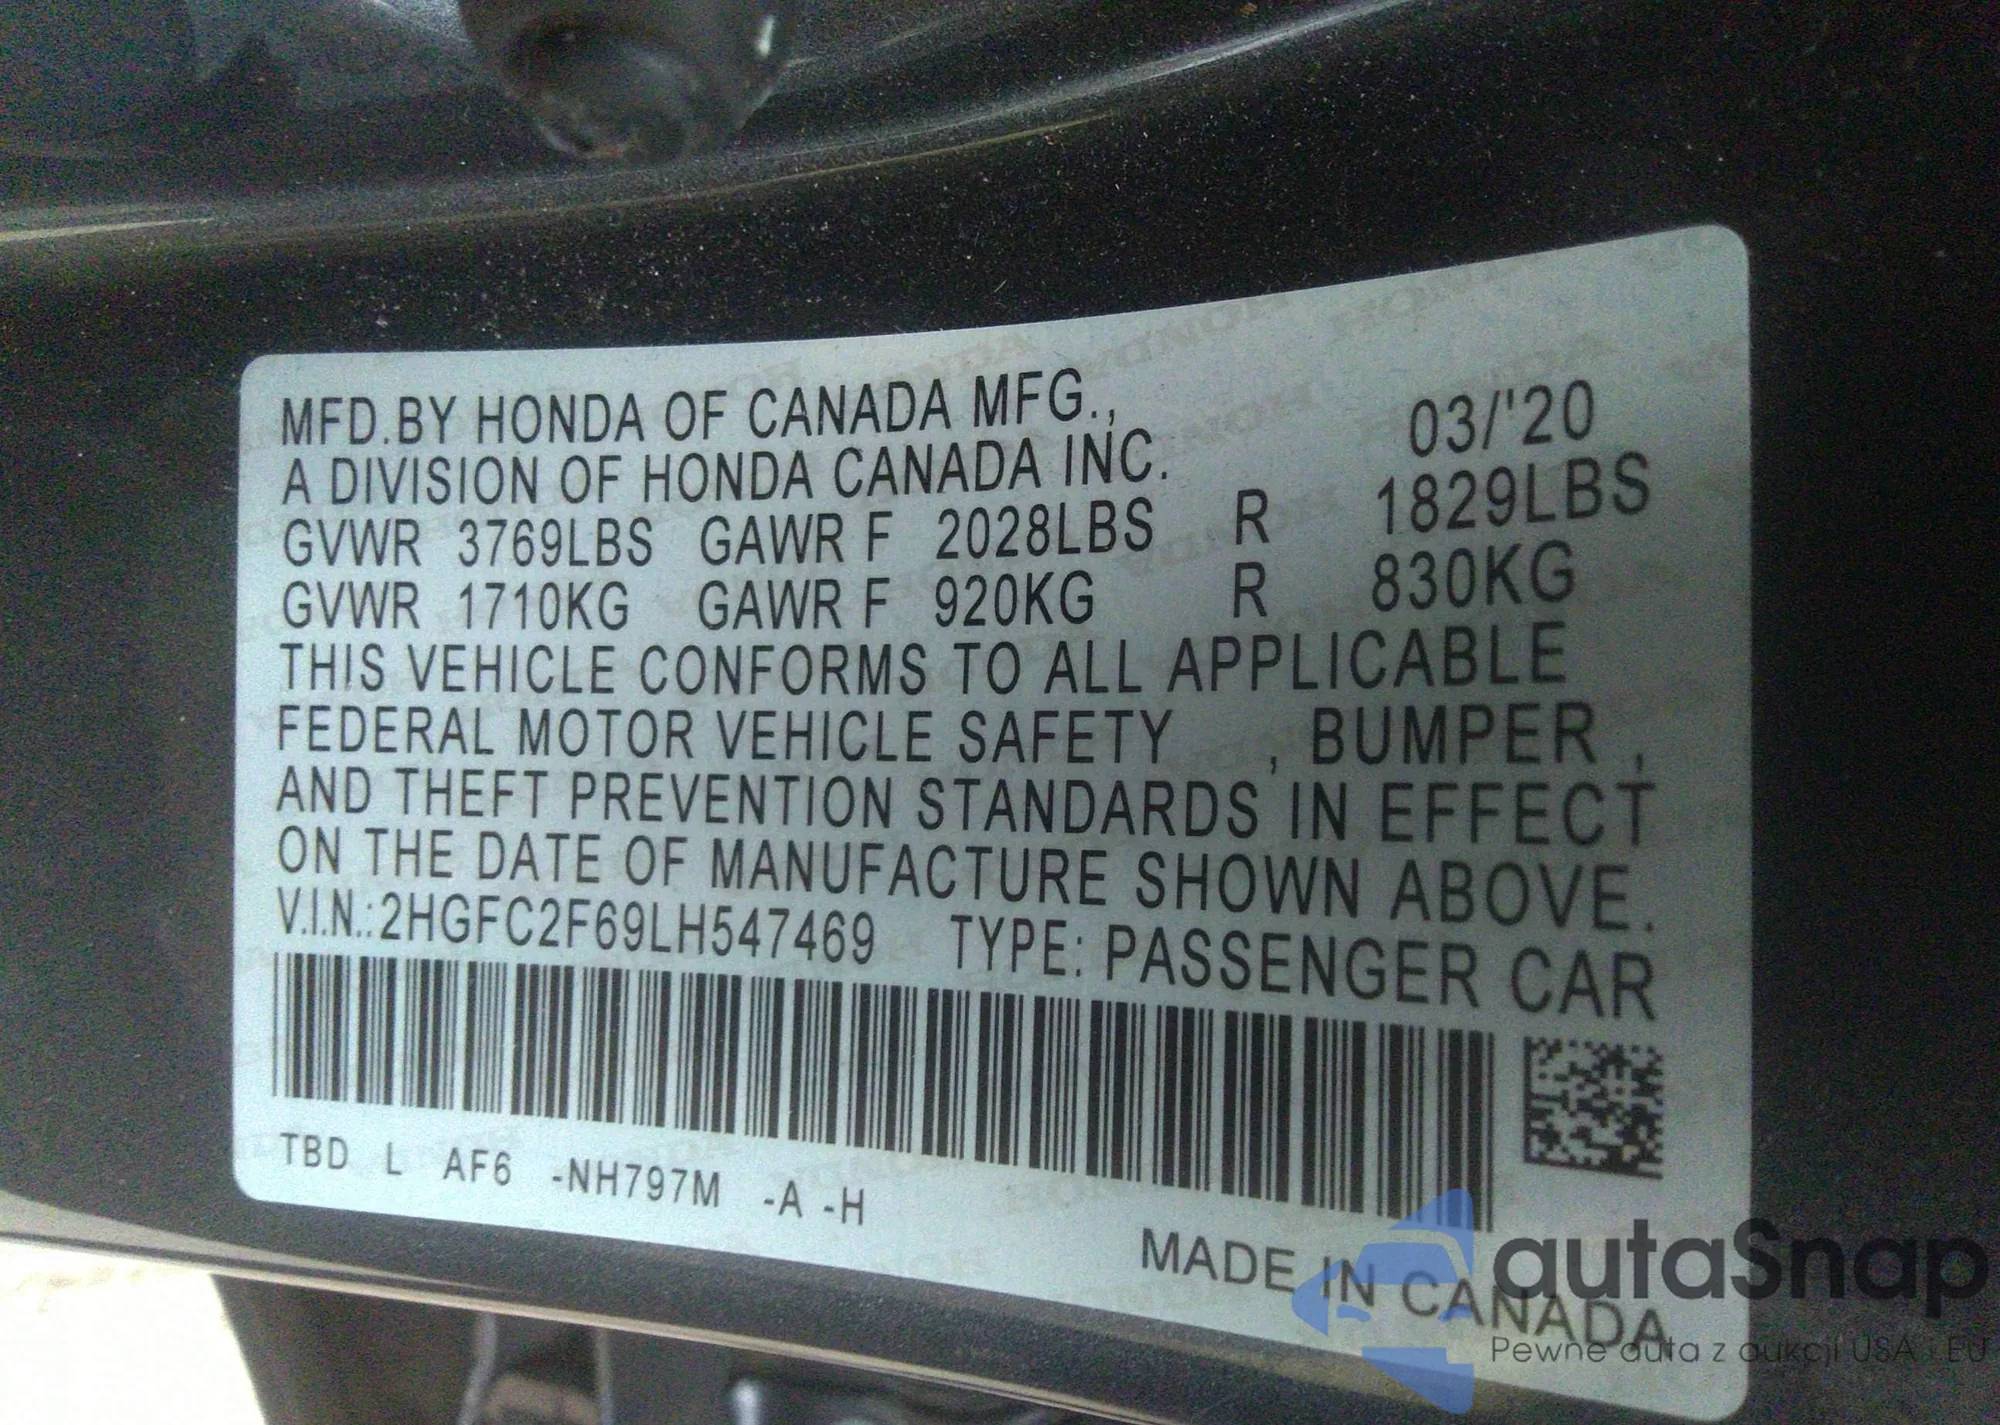 MFD.BY HONDA OF CANADA MFG.,
A DIVISION OF HONDA CANADA INC. 03/'20
GVWR 3769LBS GAWR F 2028LBS R 1829LBS
GVWR 1710KG GAWR F 920KG R 830KG
THIS VEHICLE CONFORMS TO ALL APPLICABLE
FEDERAL MOTOR VEHICLE SAFETY , BUMPER ,
AND THEFT PREVENTION STANDARDS IN EFFECT
ON THE DATE OF MANUFACTURE SHOWN ABOVE.
V.I.N.:2HGFC2F69LH547469 TYPE: PASSENGER CAR
TBD L AF6 -NH797M -A -H
MADE IN CANADA
autaSnap
Pewne auta z aukcji USA i EU